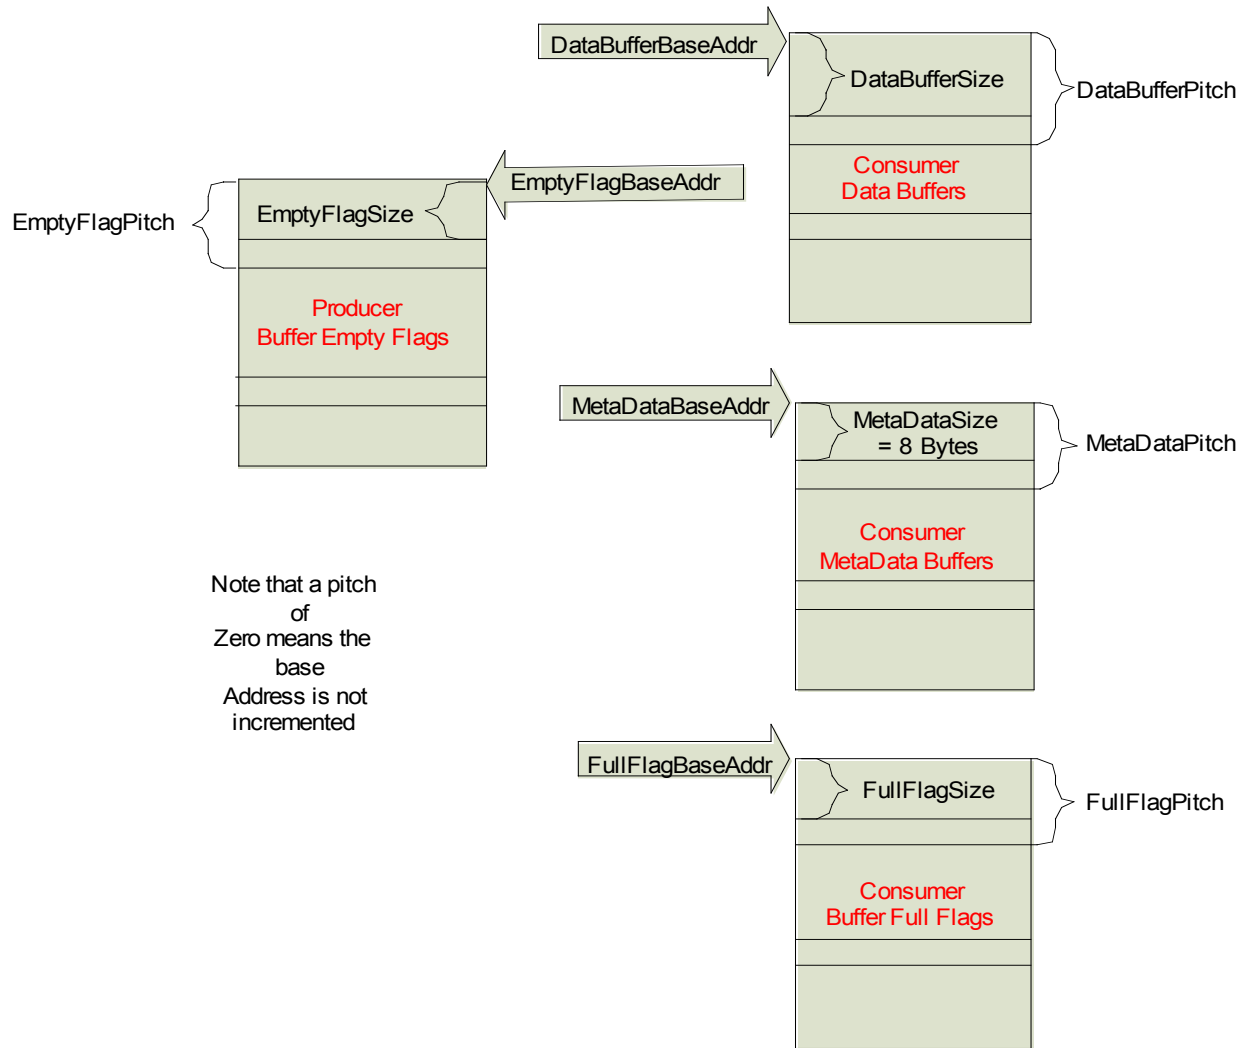 DataBufferBaseAddr
DataBufferSize
DataBufferPitch
Consumer
Data Buffers
EmptyFlagBaseAddr
EmptyFlagPitch
EmptyFlagSize
Producer
Buffer Empty Flags
MetaDataBaseAddr
MetaDataSize
= 8 Bytes
MetaDataPitch
Consumer
MetaData Buffers
Note that a pitch
of
Zero means the
base
Address is not
incremented
FullFlagBaseAddr
FullFlagSize
FullFlagPitch
Consumer
Buffer Full Flags